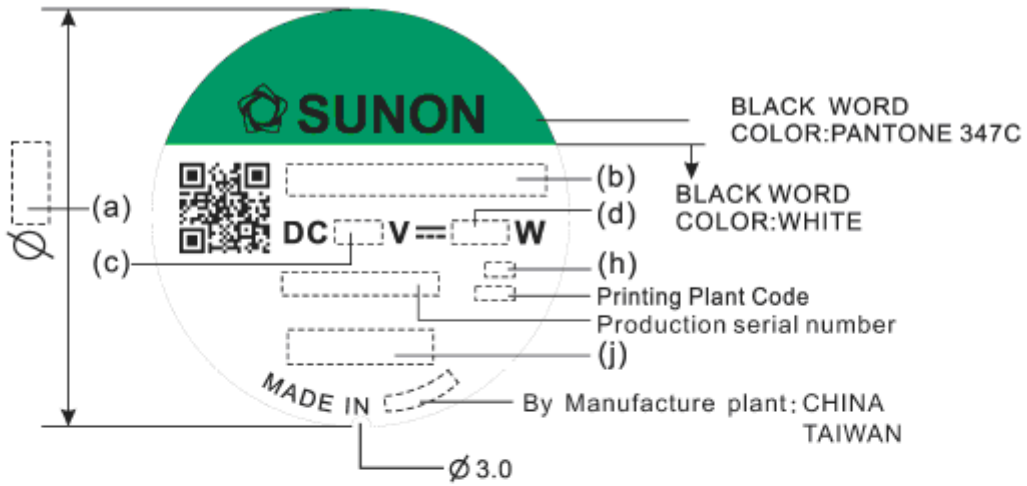 SUNON
BLACK WORD
COLOR:PANTONE 347C
BLACK WORD
COLOR:WHITE
(a)
Ø
(b)
(c)
DC V W
(d)
(h)
Printing Plant Code
Production serial number
(j)
MADE IN
By Manufacture plant: CHINA
TAIWAN
Ø 3.0